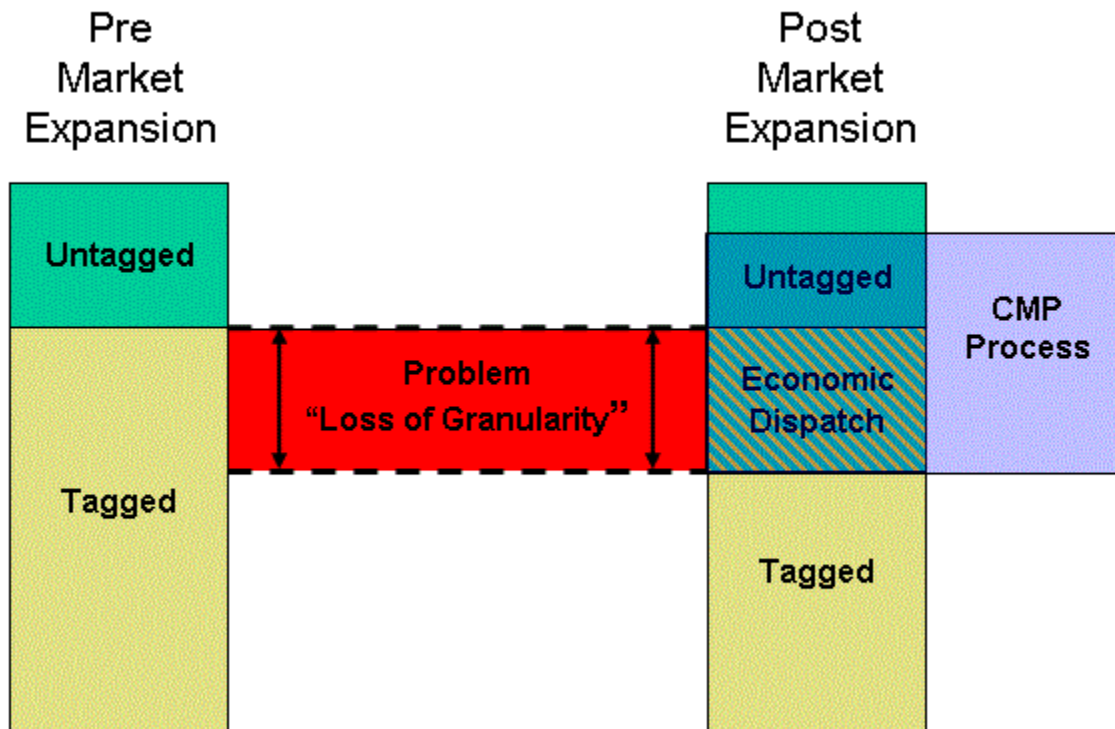 Pre
Market
Expansion
Post
Market
Expansion
Untagged
Untagged
CMP
Process
Problem
“Loss of Granularity”
Economic
Dispatch
Tagged
Tagged